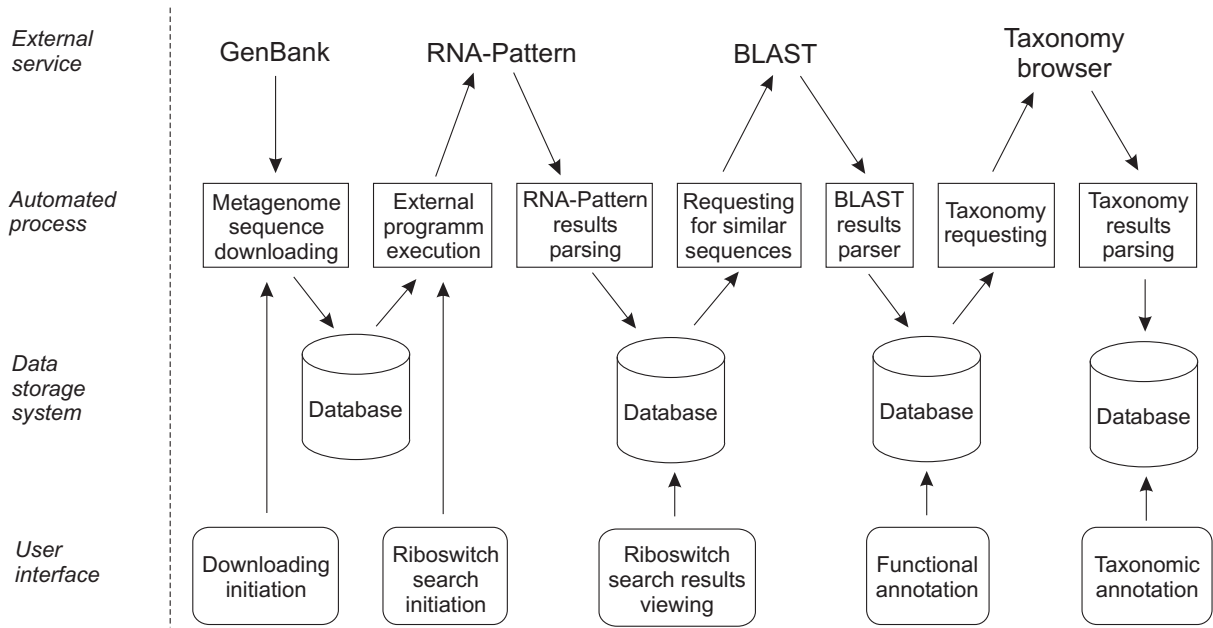 External
service
GenBank
RNA-Pattern
BLAST
Taxonomy
browser
Automated
process
Metagenome
sequence
downloading
External
programm
execution
RNA-Pattern
results
parsing
Requesting
for similar
sequences
BLAST
results
parser
Taxonomy
requesting
Taxonomy
results
parsing
Data
storage
system
Database
Database
Database
Database
User
interface
Downloading
initiation
Riboswitch
search
initiation
Riboswitch
search results
viewing
Functional
annotation
Taxonomic
annotation